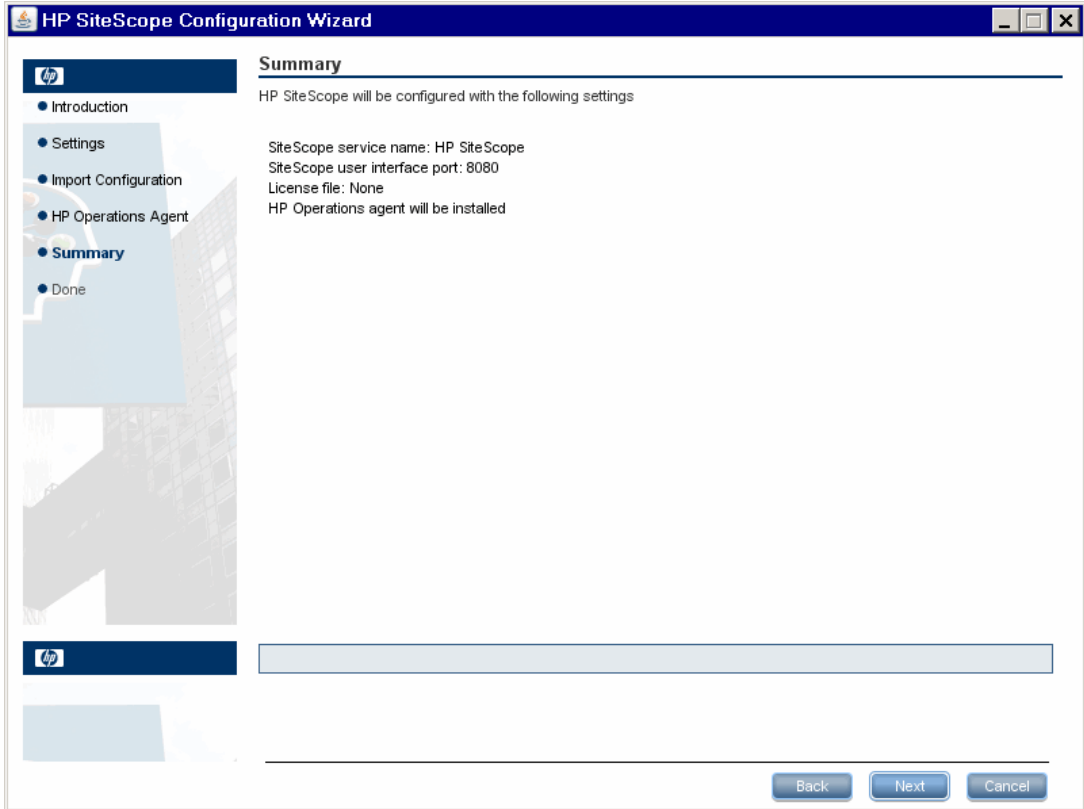 HP SiteScope Configuration Wizard
hp
Introduction
Settings
Import Configuration
HP Operations Agent
Summary
Done
Summary
HP SiteScope will be configured with the following settings
SiteScope service name: HP SiteScope
SiteScope user interface port: 8080
License file: None
HP Operations agent will be installed
hp
Back
Next
Cancel